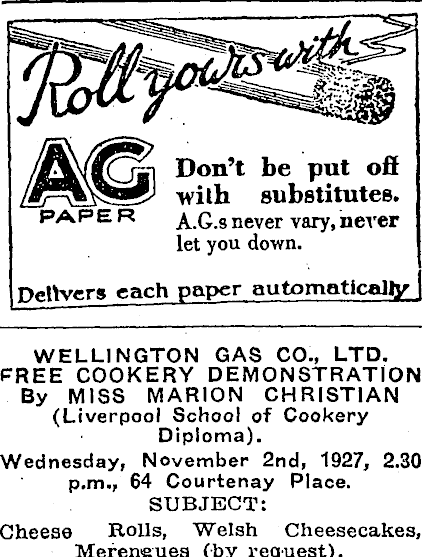 Roll yours with
AG
PAPER
Don't be put off
with substitutes.
A.G.s never vary, never
let you down.
Delivers each paper automatically
WELLINGTON GAS CO., LTD.
FREE COOKERY DEMONSTRATION
By MISS MARION CHRISTIAN
(Liverpool School of Cookery
Diploma).
Wednesday, November 2nd, 1927, 2.30
p.m., 64 Courtenay Place.
SUBJECT:
Cheese Rolls, Welsh Cheesecakes,
Merengues (by request).